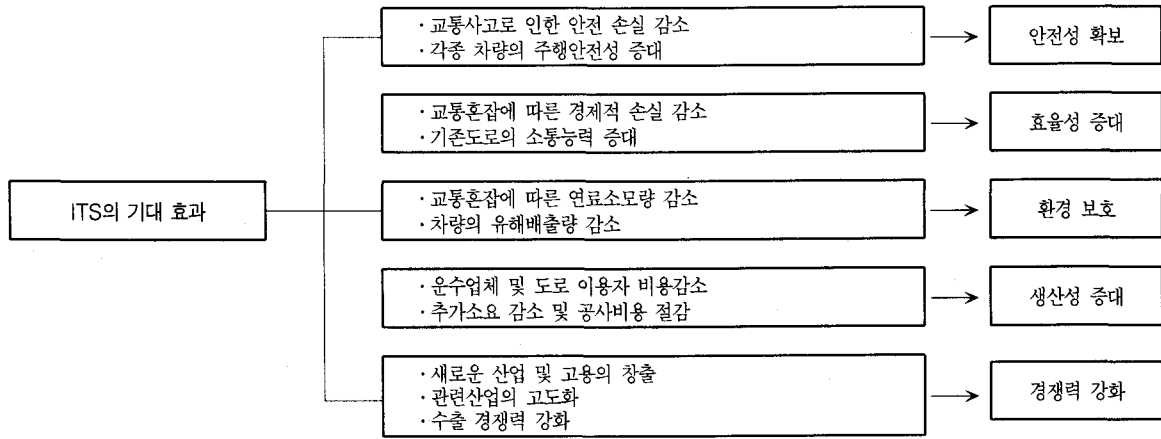 · 교통사고로 인한 안전 손실 감소
· 각종 차량의 주행안전성 증대
안전성 확보
· 교통혼잡에 따른 경제적 손실 감소
· 기존도로의 소통능력 증대
효율성 증대
ITS의 기대 효과
· 교통혼잡에 따른 연료소모량 감소
· 차량의 유해배출량 감소
환경 보호
· 운수업체 및 도로 이용자 비용감소
· 추가소요 감소 및 공사비용 절감
생산성 증대
· 새로운 산업 및 고용의 창출
· 관련산업의 고도화
· 수출 경쟁력 강화
경쟁력 강화